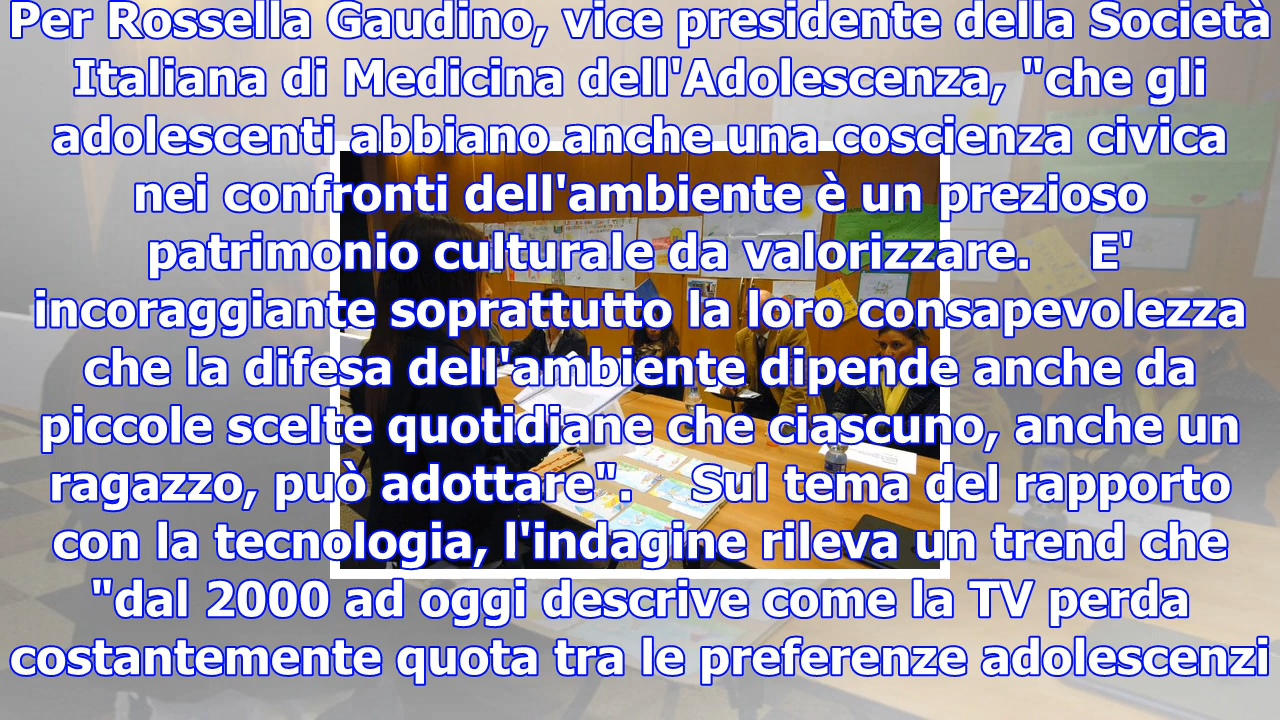 Per Rossella Gaudino, vice presidente della Società
Italiana di Medicina dell'Adolescenza, "che gli
adolescenti abbiano anche una coscienza civica
nei confronti dell'ambiente è un prezioso
patrimonio culturale da valorizzare.    E'
incoraggiante soprattutto la loro consapevolezza
che la difesa dell'ambiente dipende anche da
piccole scelte quotidiane che ciascuno, anche un
ragazzo, può adottare".    Sul tema del rapporto
con la tecnologia, l'indagine rileva un trend che
"dal 2000 ad oggi descrive come la TV perda
costantemente quota tra le preferenze adolescenzi